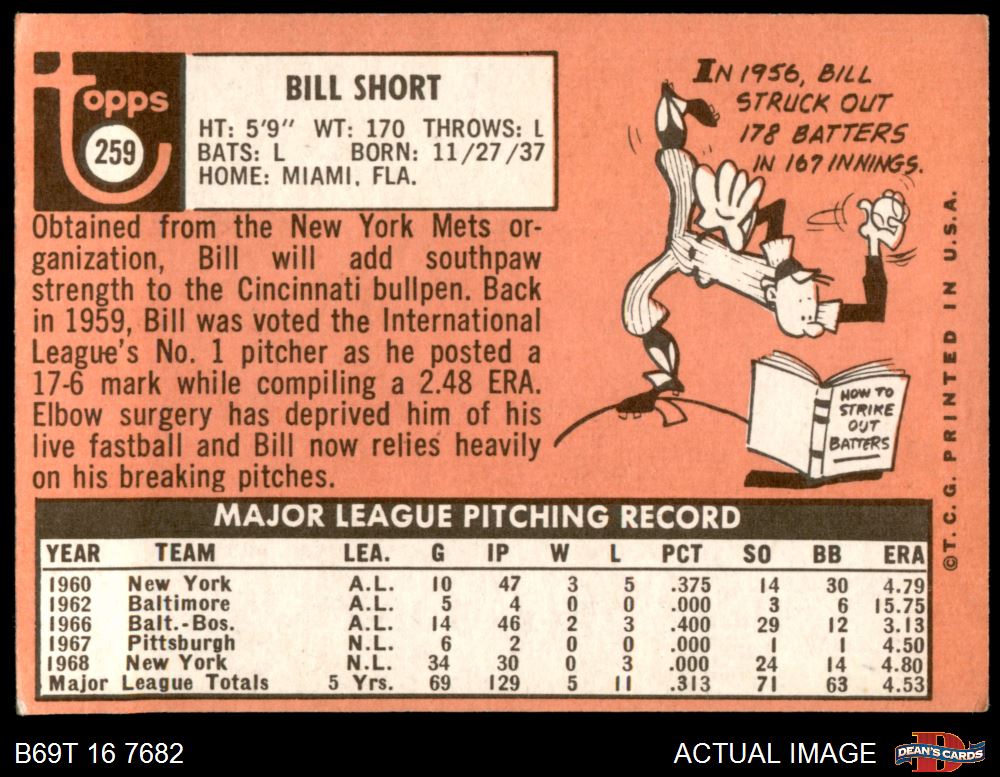 topps
259
BILL SHORT
HT: 5'9" WT: 170 THROWS: L
BATS: L BORN: 11/27/37
HOME: MIAMI, FLA.
IN 1956, BILL
STRUCK OUT
178 BATTERS
IN 167 INNINGS.
Obtained from the New York Mets or-
ganization, Bill will add southpaw
strength to the Cincinnati bullpen. Back
in 1959, Bill was voted the International
League's No. 1 pitcher as he posted a
17-6 mark while compiling a 2.48 ERA.
Elbow surgery has deprived him of his
live fastball and Bill now relies heavily
on his breaking pitches.
HOW TO
STRIKE
OUT
BATTERS
©T.C.G. PRINTED IN U.S.A.
MAJOR LEAGUE PITCHING RECORD
YEAR TEAM LEA. G IP W L PCT SO BB ERA
1960 New York A.L. 10 47 3 5 .375 14 30 4.79
1962 Baltimore A.L. 5 4 0 0 .000 3 6 15.75
1966 Balt.-Bos. A.L. 14 46 2 3 .400 29 12 3.13
1967 Pittsburgh N.L. 6 2 0 0 .000 1 1 4.50
1968 New York N.L. 34 30 0 3 .000 24 14 4.80
Major League Totals 5 Yrs. 69 129 5 11 .313 71 63 4.53
B69T 16 7682
ACTUAL IMAGE
DEAN'S CARDS